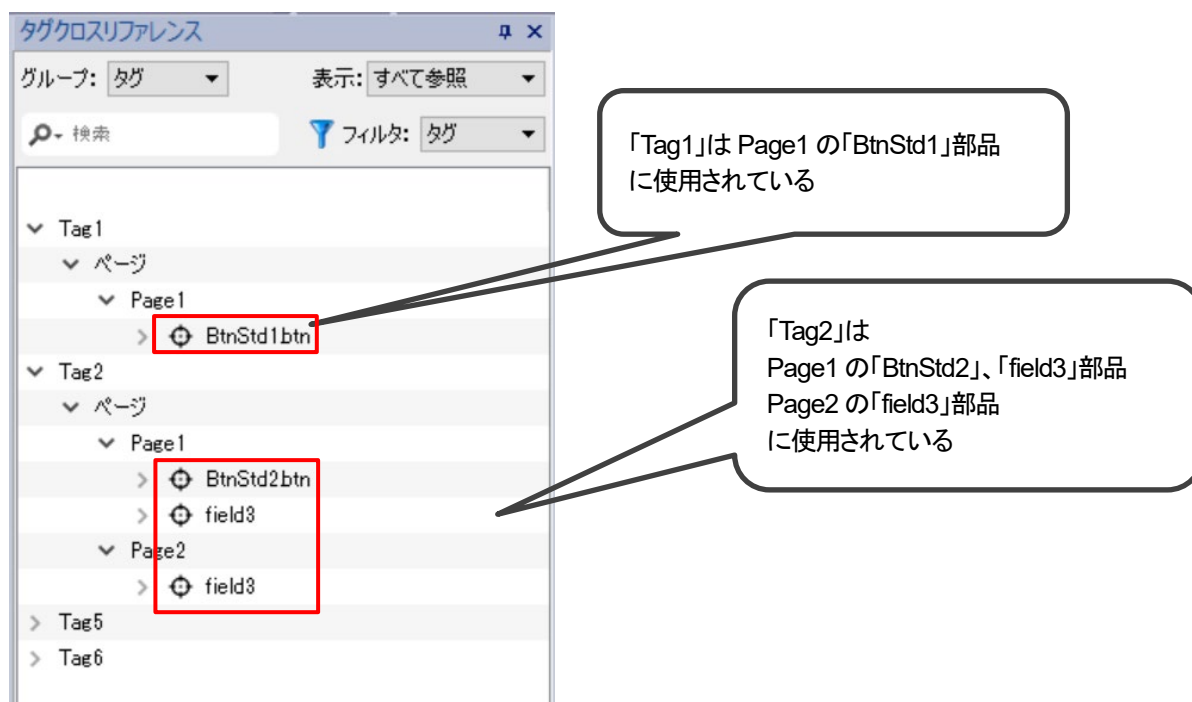 タグクロスリファレンス
グループ: タグ
表示: すべて参照
検索
フィルタ: タグ
「Tag1」は Page1 の「BtnStd1」部品
に使用されている
Tag1
ページ
Page1
BtnStd1.btn
「Tag2」は
Page1 の「BtnStd2」、「field3」部品
Page2 の「field3」部品
に使用されている
Tag2
ページ
Page1
BtnStd2.btn
field3
Page2
field3
Tag5
Tag6